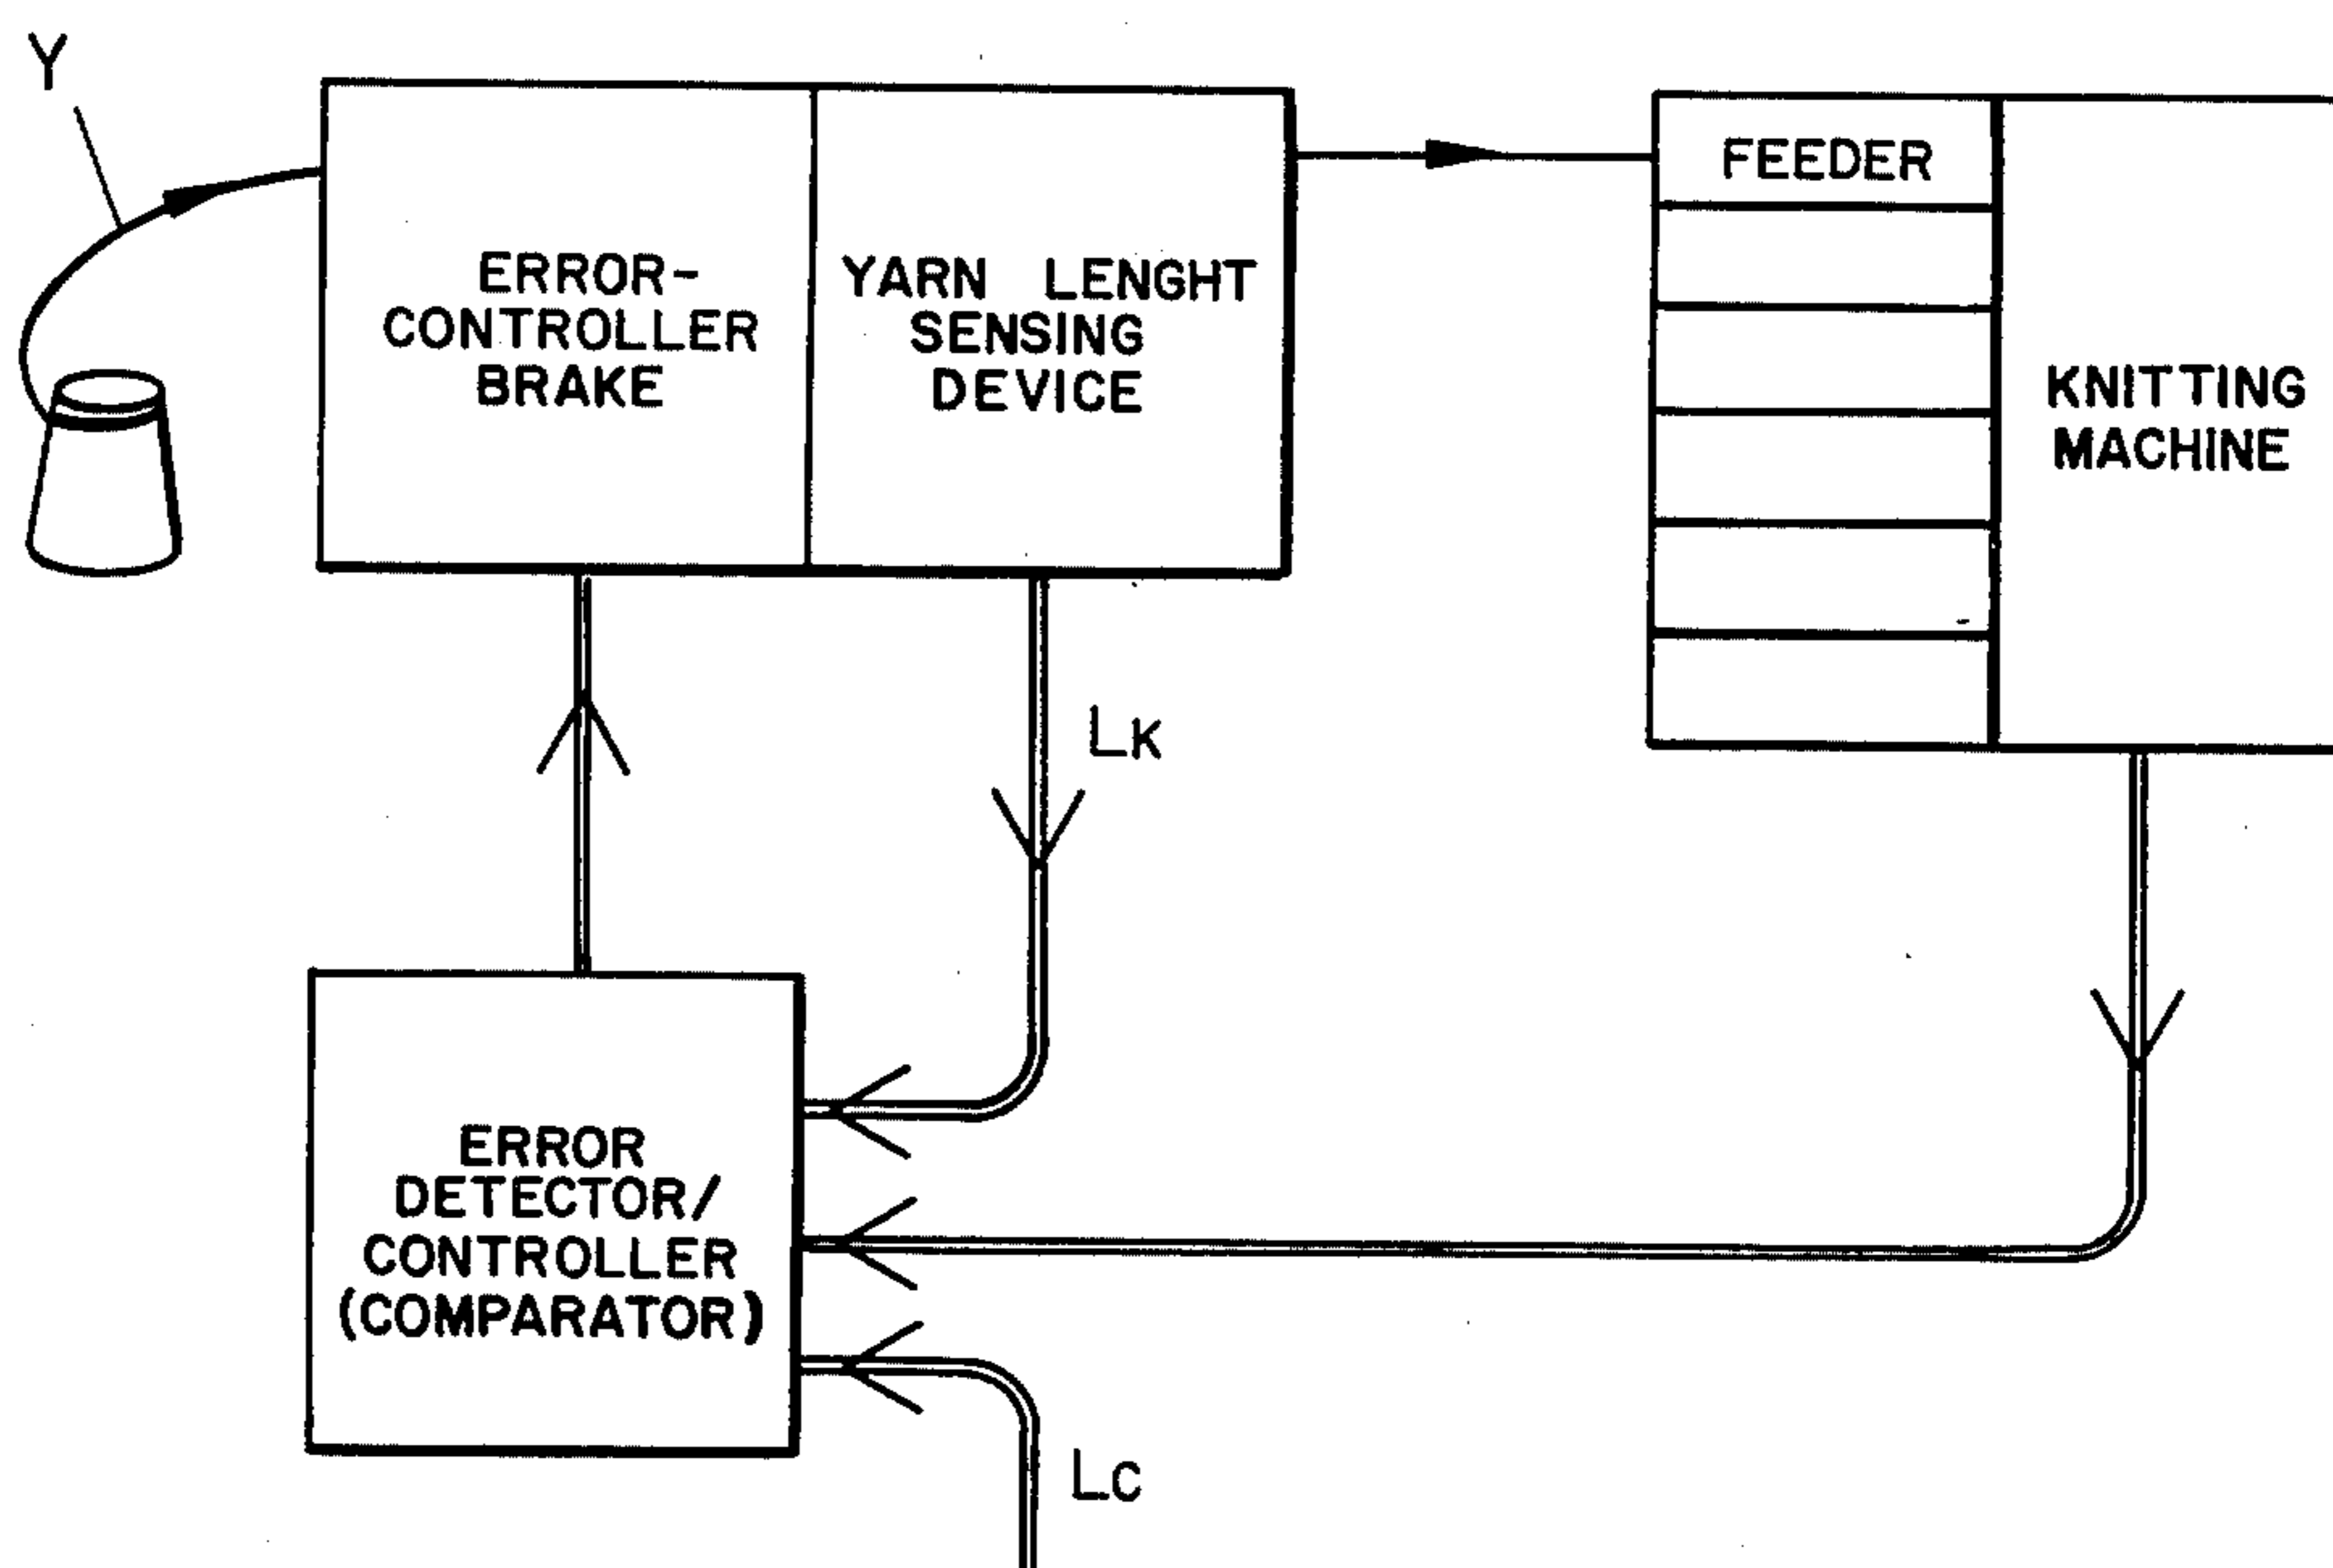 Y
ERROR-
CONTROLLER
BRAKE
YARN LENGHT
SENSING
DEVICE
FEEDER
KNITTING
MACHINE
LK
ERROR
DETECTOR/
CONTROLLER
(COMPARATOR)
LC